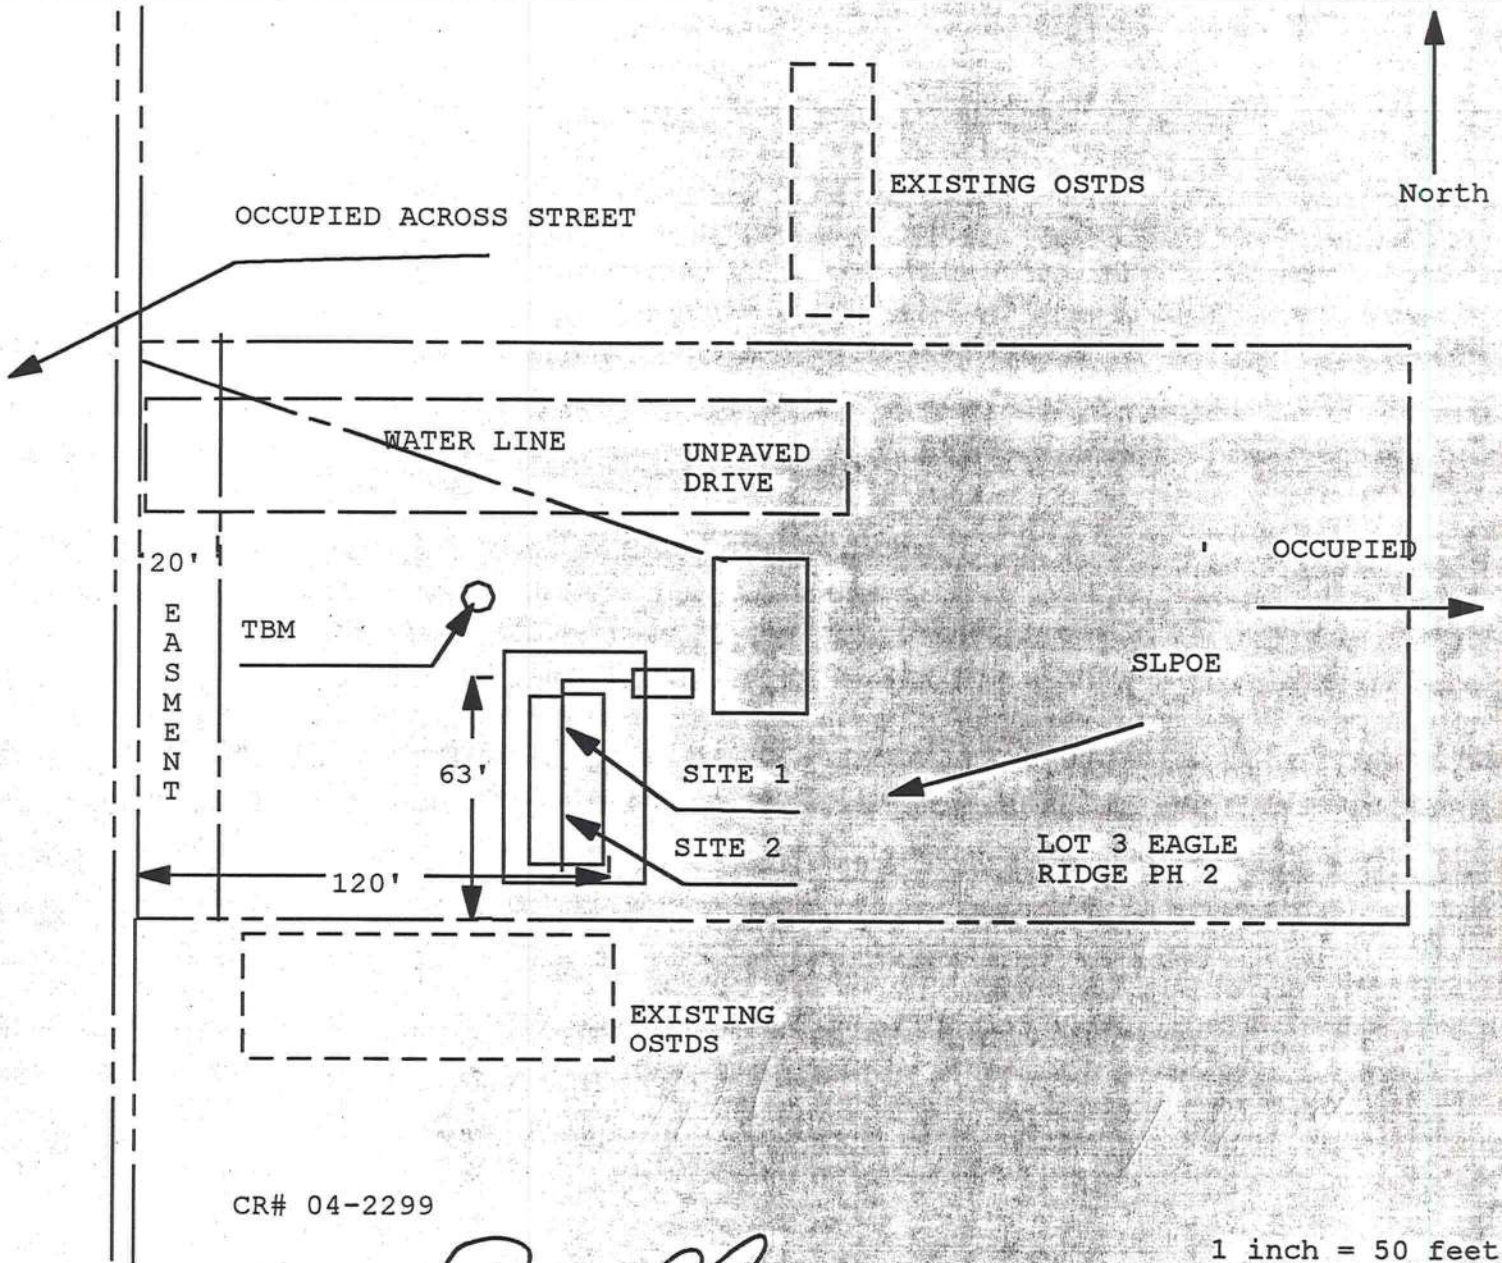 EXISTING OSTDS
North
OCCUPIED ACROSS STREET
WATER LINE
UNPAVED
DRIVE
20'
EASMENT
OCCUPIED
TBM
SLPOE
63'
SITE 1
SITE 2
120'
LOT 3 EAGLE
RIDGE PH 2
EXISTING
OSTDS
CR# 04-2299
1 inch = 50 feet